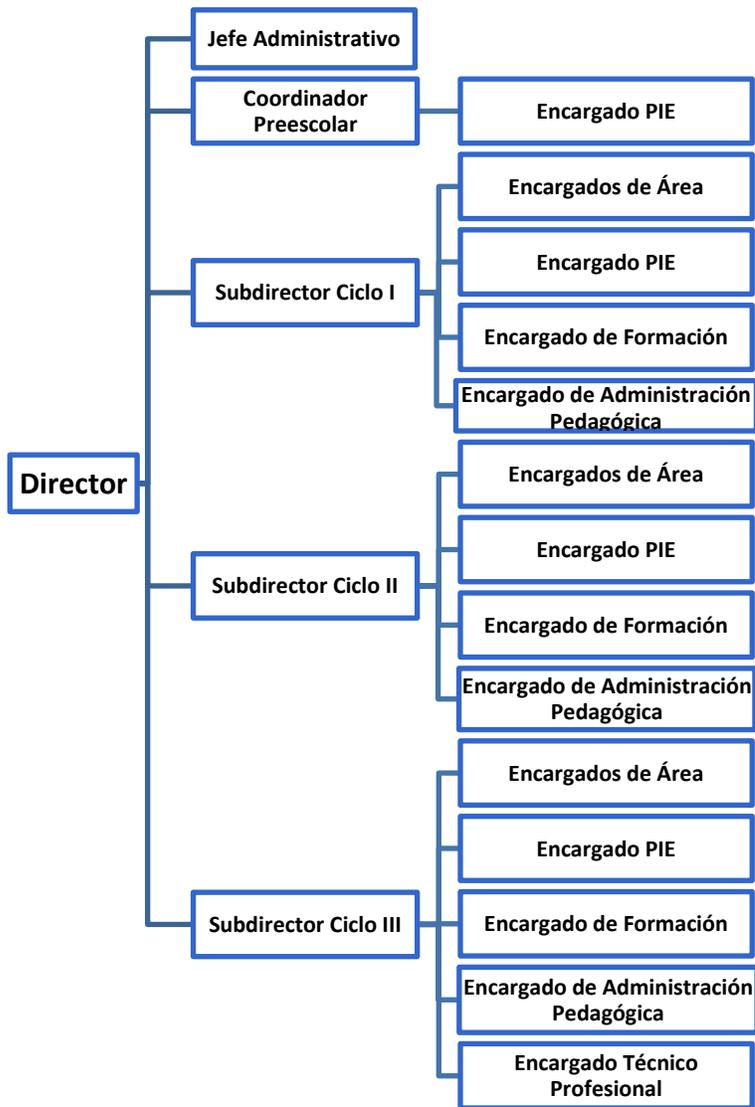 Jefe Administrativo
Coordinador
Preescolar
Encargado PIE
Encargados de Área
Encargado PIE
Subdirector Ciclo I
Encargado de Formación
Encargado de Administración
Pedagógica
Director
Encargados de Área
Encargado PIE
Subdirector Ciclo II
Encargado de Formación
Encargado de Administración
Pedagógica
Encargados de Área
Encargado PIE
Subdirector Ciclo III
Encargado de Formación
Encargado de Administración
Pedagógica
Encargado Técnico
Profesional